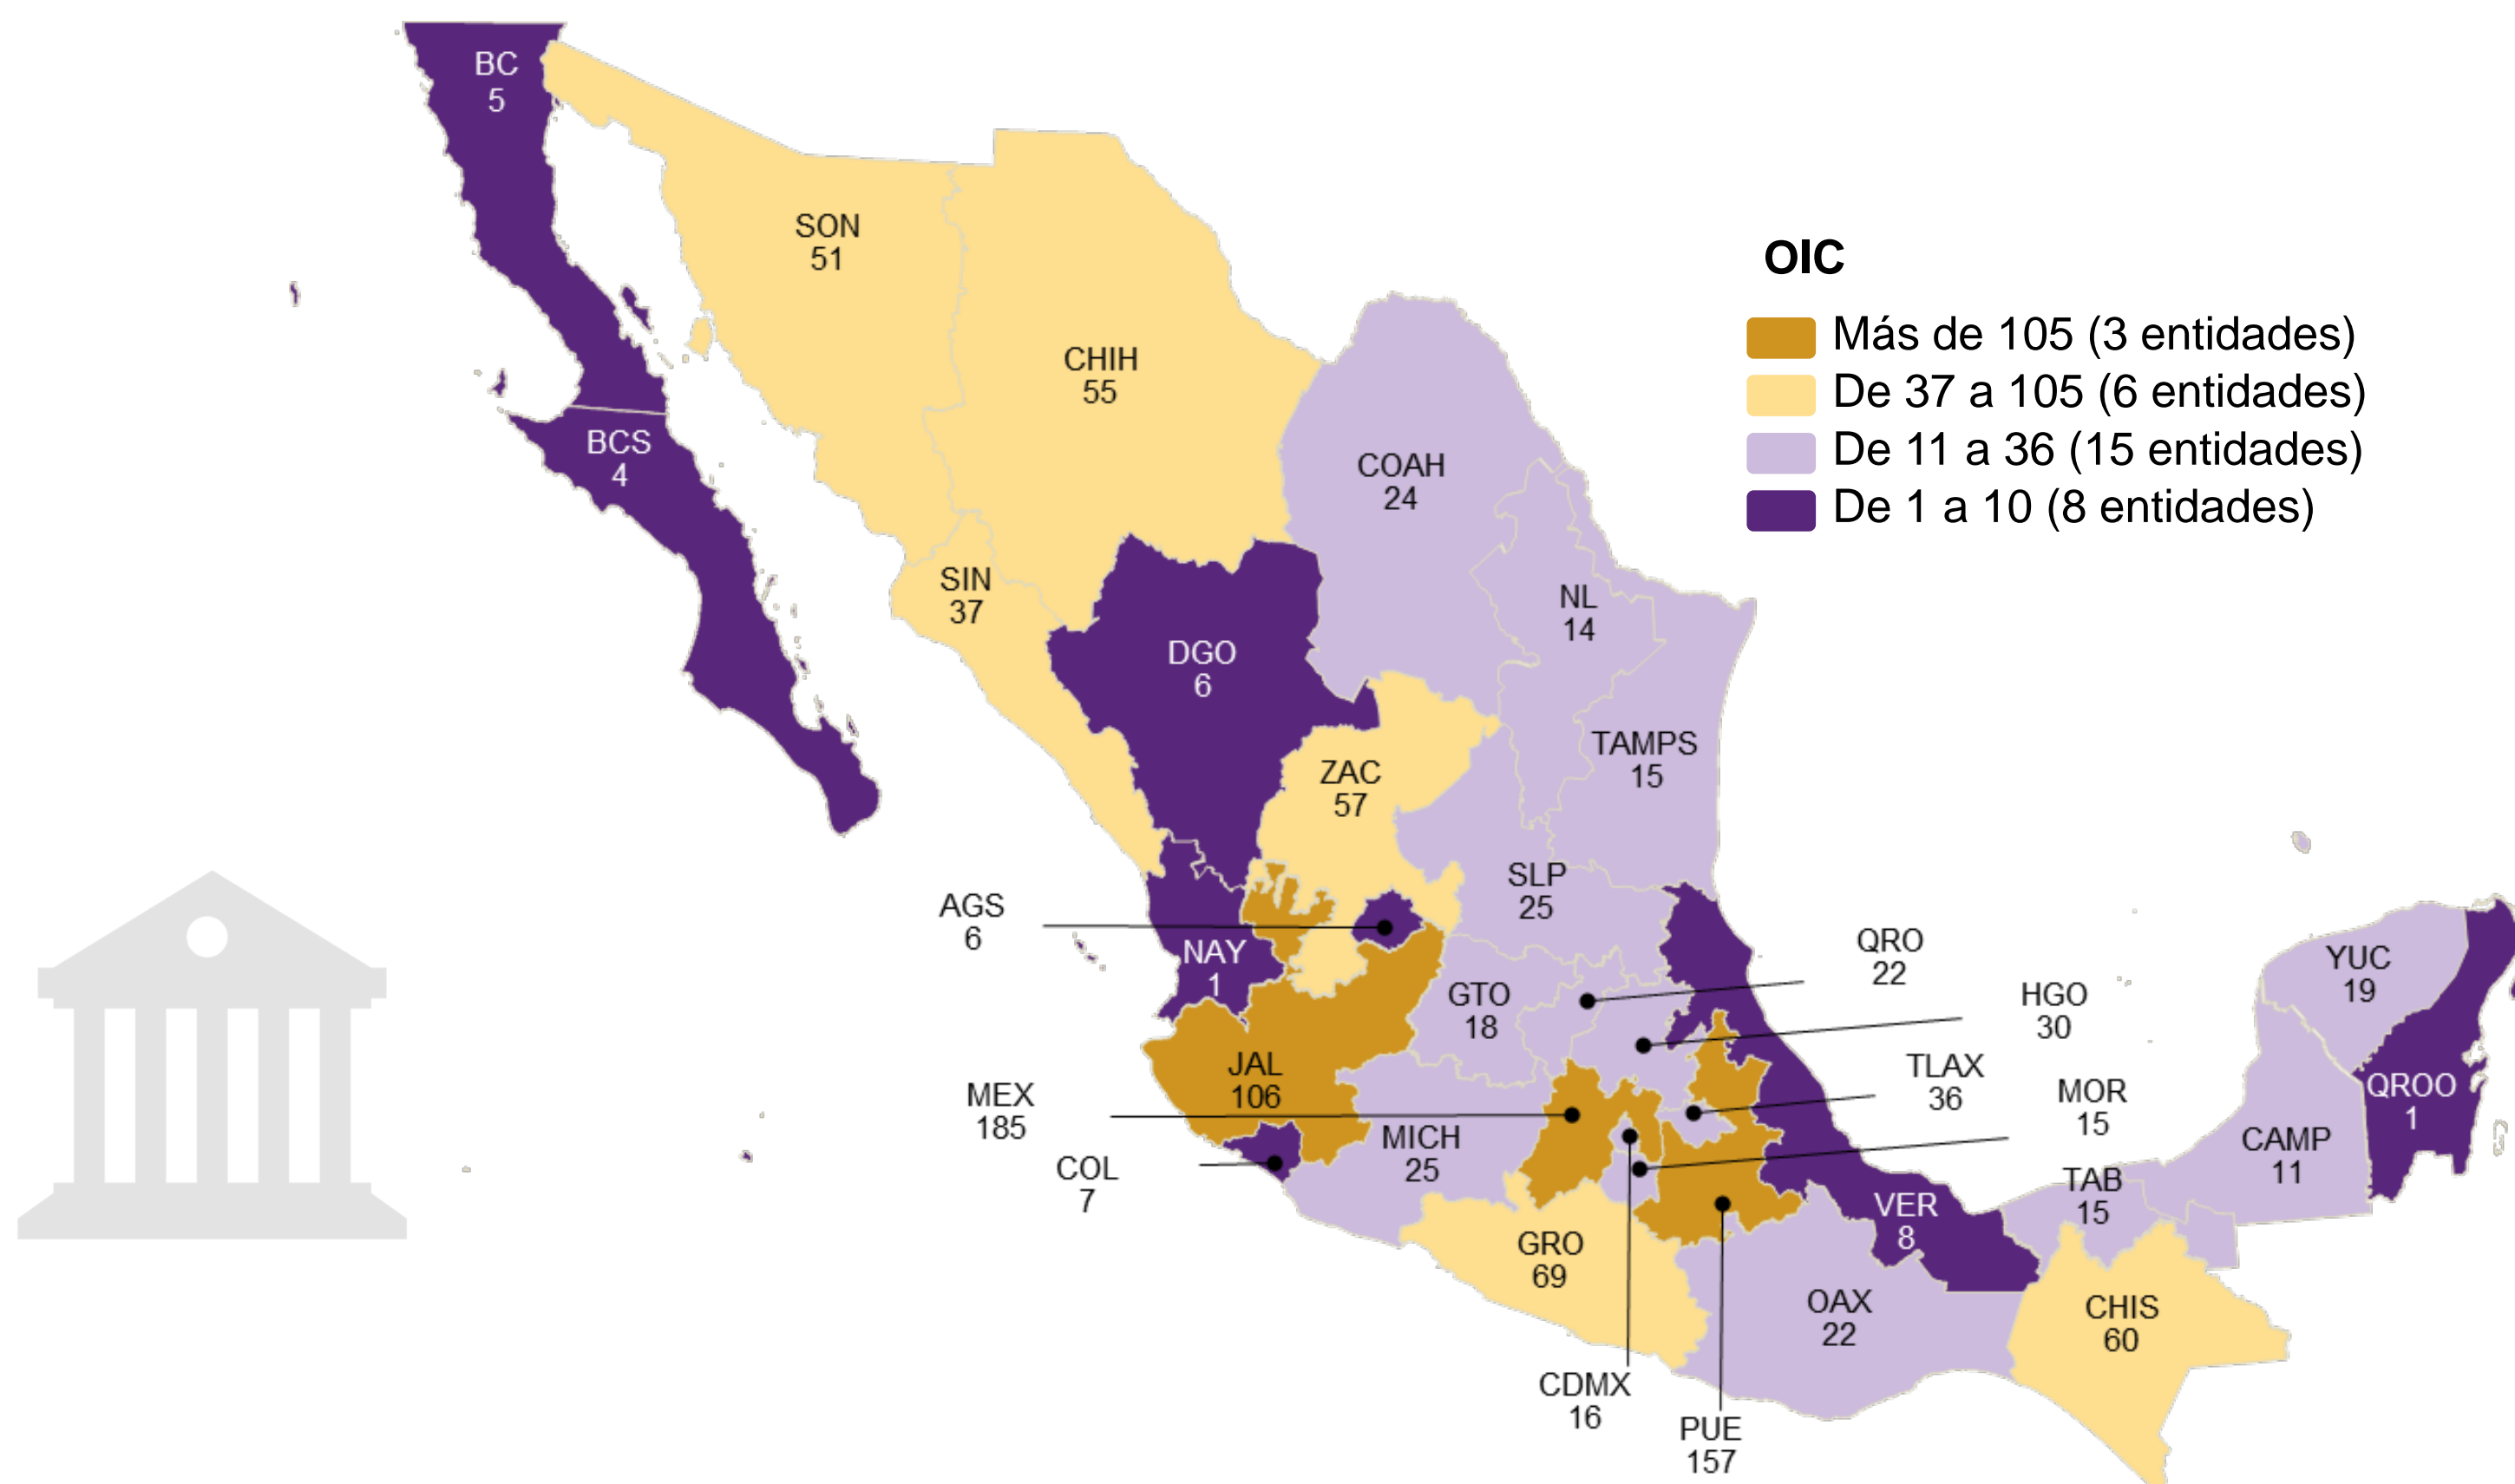 BC
5
SON
51
CHIH
55
OIC
Más de 105 (3 entidades)
De 37 a 105 (6 entidades)
De 11 a 36 (15 entidades)
De 1 a 10 (8 entidades)
BCS
4
COAH
24
SIN
37
NL
14
DGO
6
TAMPS
15
ZAC
57
SLP
25
AGS
6
NAY
1
QRO
22
YUC
19
GTO
18
HGO
30
JAL
106
TLAX
36
MEX
185
MOR
15
QROO
1
MICH
25
CAMP
11
COL
7
TAB
15
VER
8
GRO
69
OAX
22
CHIS
60
CDMX
16
PUE
157